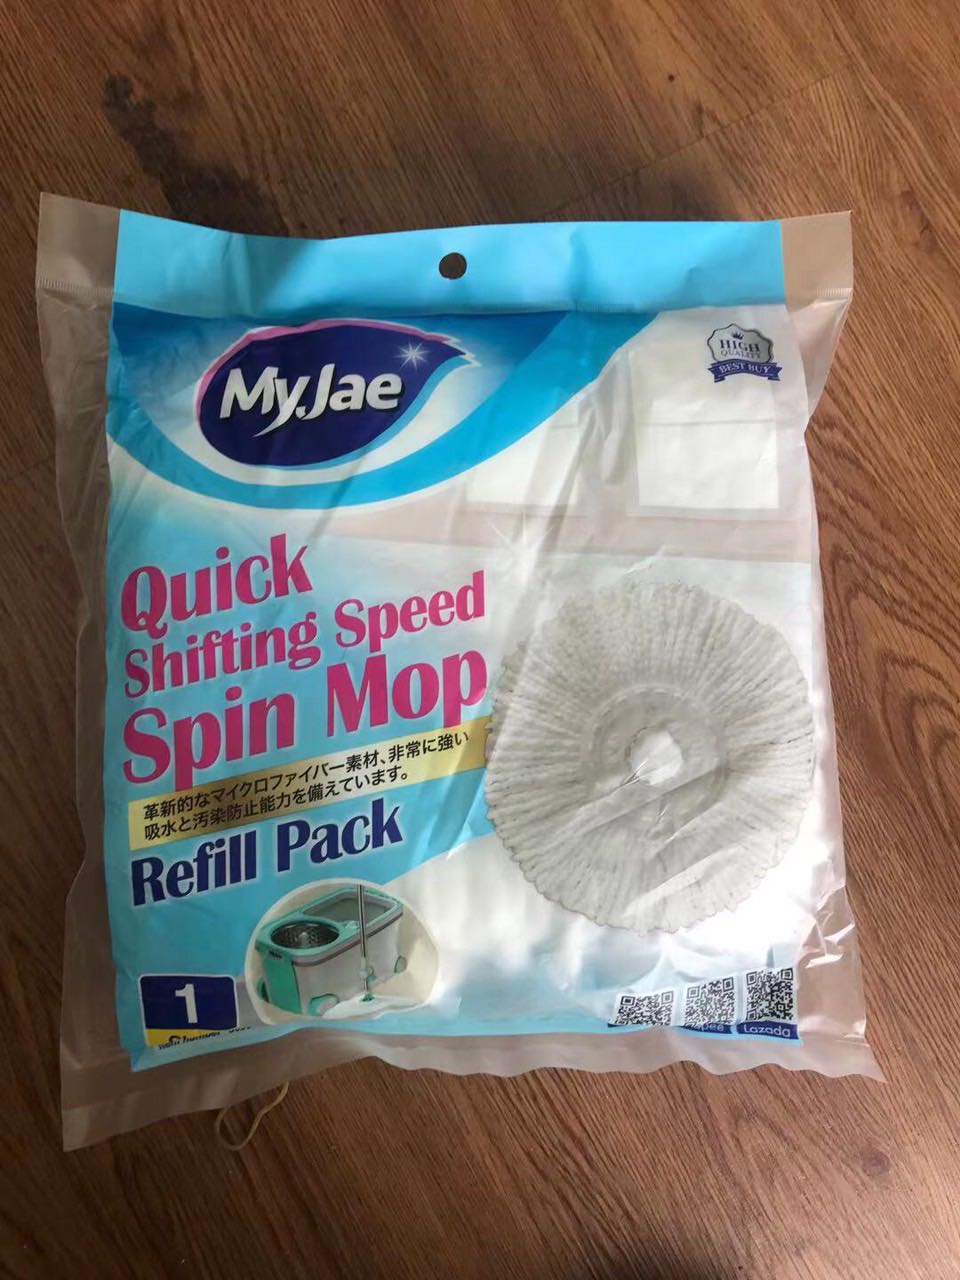 My.Jae
HIGH
QUALITY
BEST BUY
Quick
Shifting Speed
Spin Mop
革新的なマイクロファイバー素材、非常に強い
吸水と汚染防止能力を備えています。
Refill Pack
1
Lazada